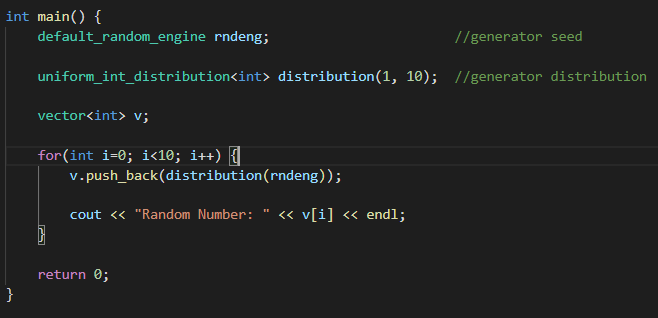 int main() {
default_random_engine rndeng; //generator seed
uniform_int_distribution<int> distribution(1, 10); //generator distribution
vector<int> v;
for(int i=0; i<10; i++) {
v.push_back(distribution(rndeng));
cout << "Random Number: " << v[i] << endl;
}
return 0;
}